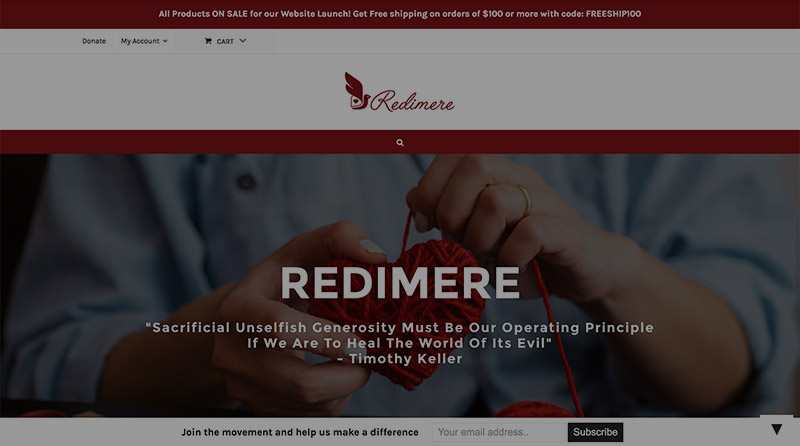 All Products ON SALE for our Website Launch! Get Free shipping on orders of $100 or more with code: FREESHIP100
Donate My Account CART
Redimere
REDIMERE
"Sacrificial Unselfish Generosity Must Be Our Operating Principle
If We Are To Heal The World Of Its Evil"
- Timothy Keller
Join the movement and help us make a difference Your email address.. Subscribe